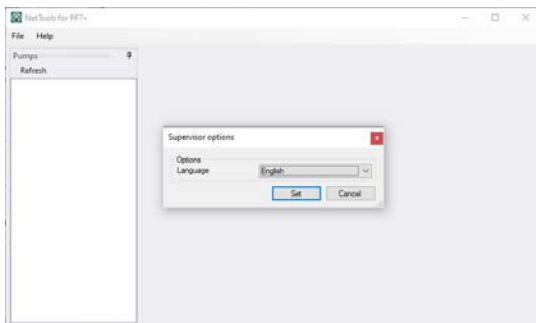 NetTools for PF7+
File Help
Pumps
Refresh
Supervisor options
Options
Language English
Set Cancel